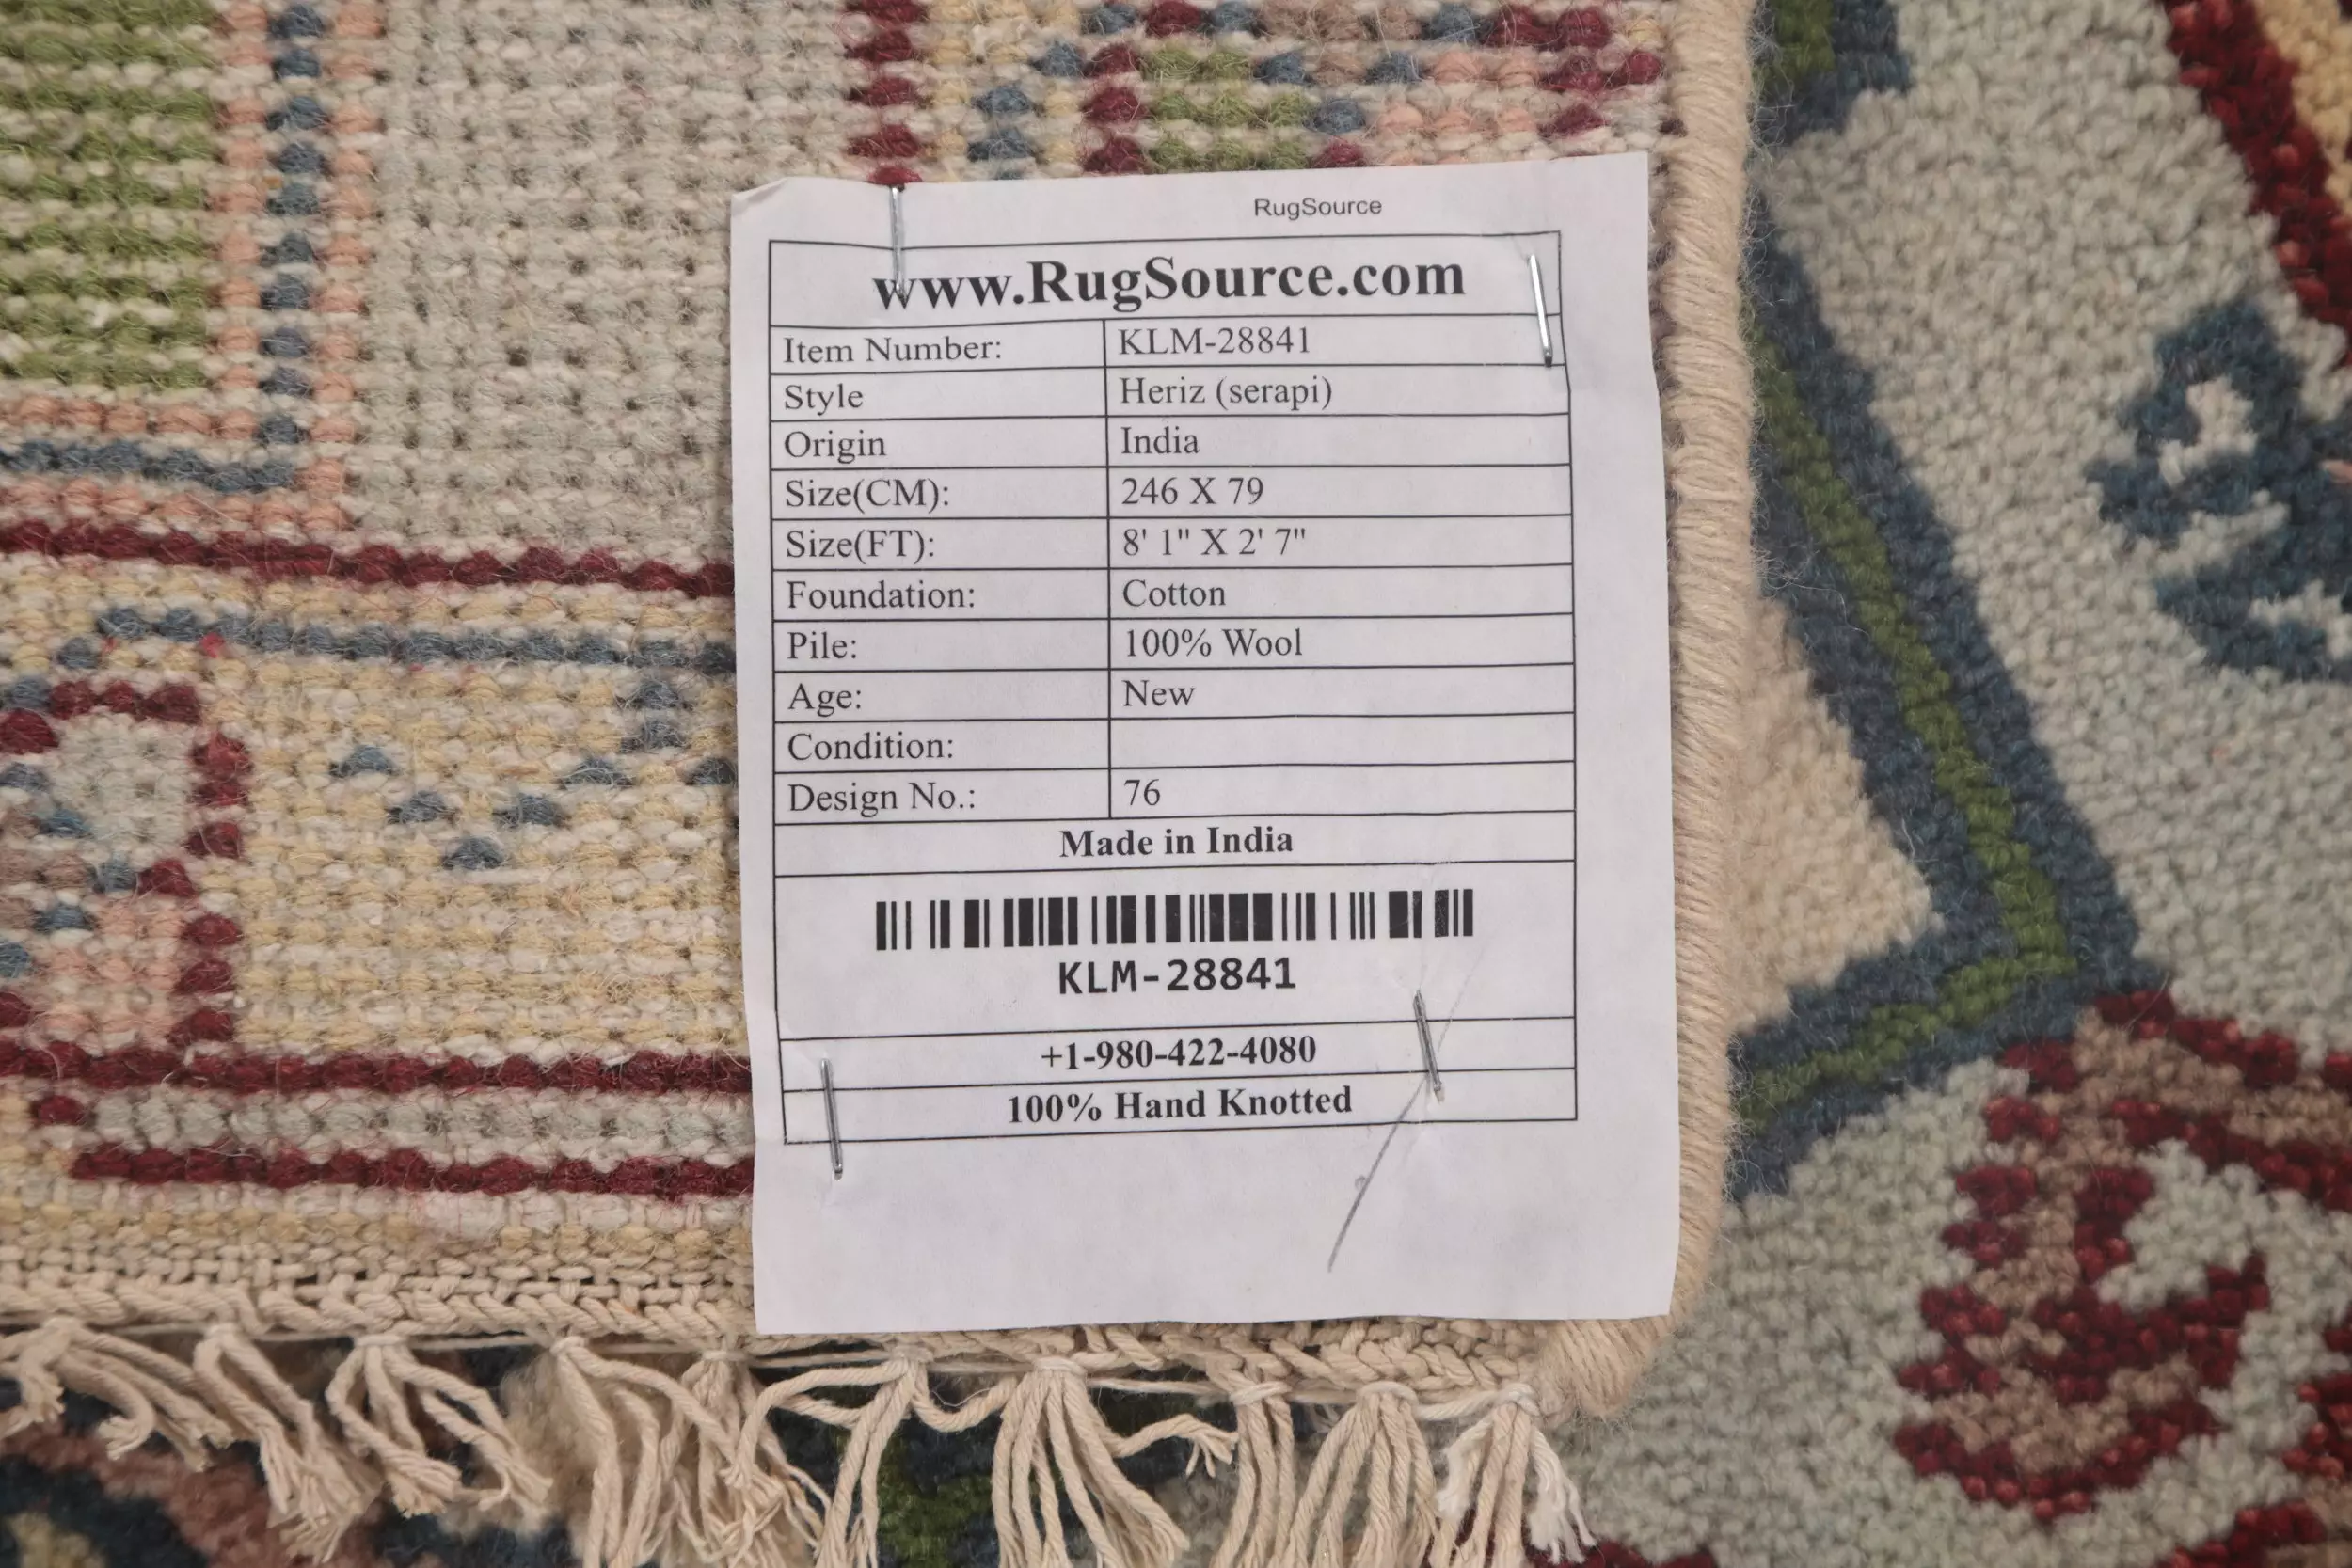 RugSource
www.RugSource.com
Item Number: KLM-28841
Style Heriz (serapi)
Origin India
Size(CM): 246 X 79
Size(FT): 8' 1" X 2' 7"
Foundation: Cotton
Pile: 100% Wool
Age: New
Condition:
Design No.: 76
Made in India
KLM-28841
+1-980-422-4080
100% Hand Knotted